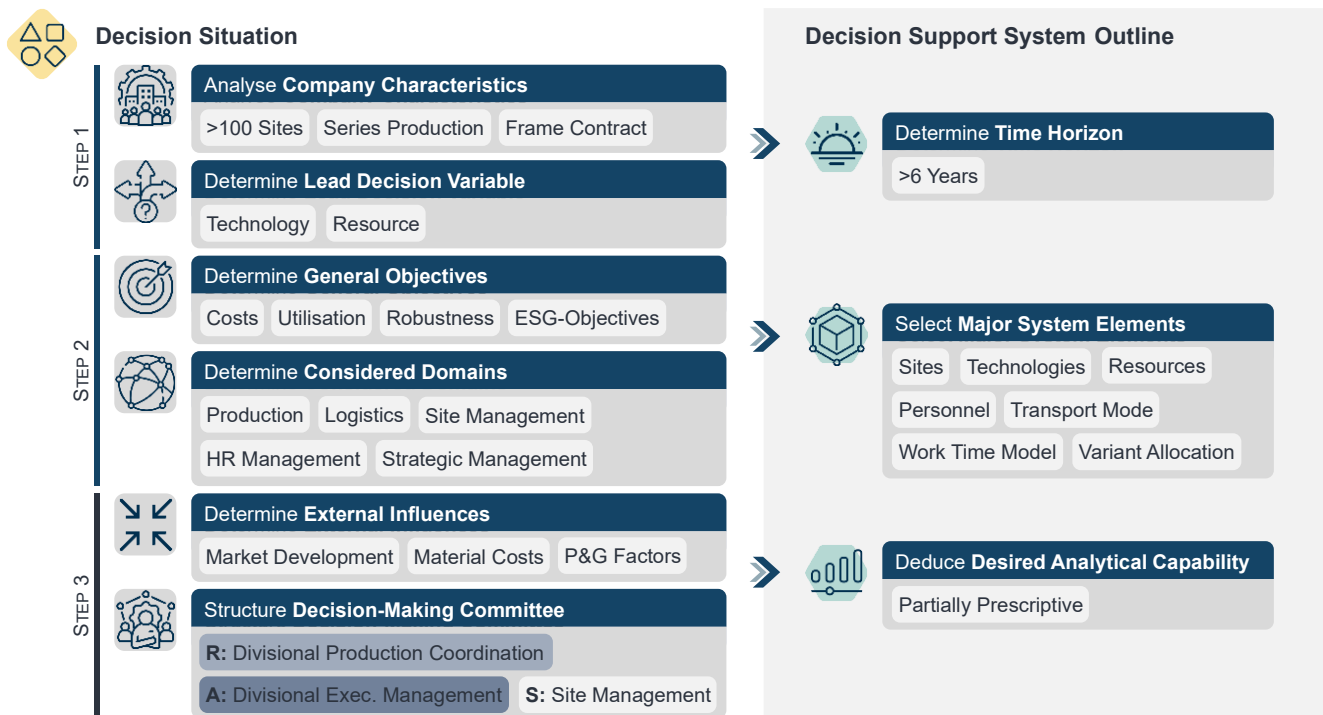 Decision Situation
Decision Support System Outline
STEP 1
Analyse Company Characteristics
>100 Sites Series Production Frame Contract
Determine Lead Decision Variable
Technology Resource
Determine Time Horizon
>6 Years
STEP 2
Determine General Objectives
Costs Utilisation Robustness ESG-Objectives
Determine Considered Domains
Production Logistics Site Management
HR Management Strategic Management
Select Major System Elements
Sites Technologies Resources
Personnel Transport Mode
Work Time Model Variant Allocation
STEP 3
Determine External Influences
Market Development Material Costs P&G Factors
Structure Decision-Making Committee
R: Divisional Production Coordination
A: Divisional Exec. Management S: Site Management
Deduce Desired Analytical Capability
Partially Prescriptive